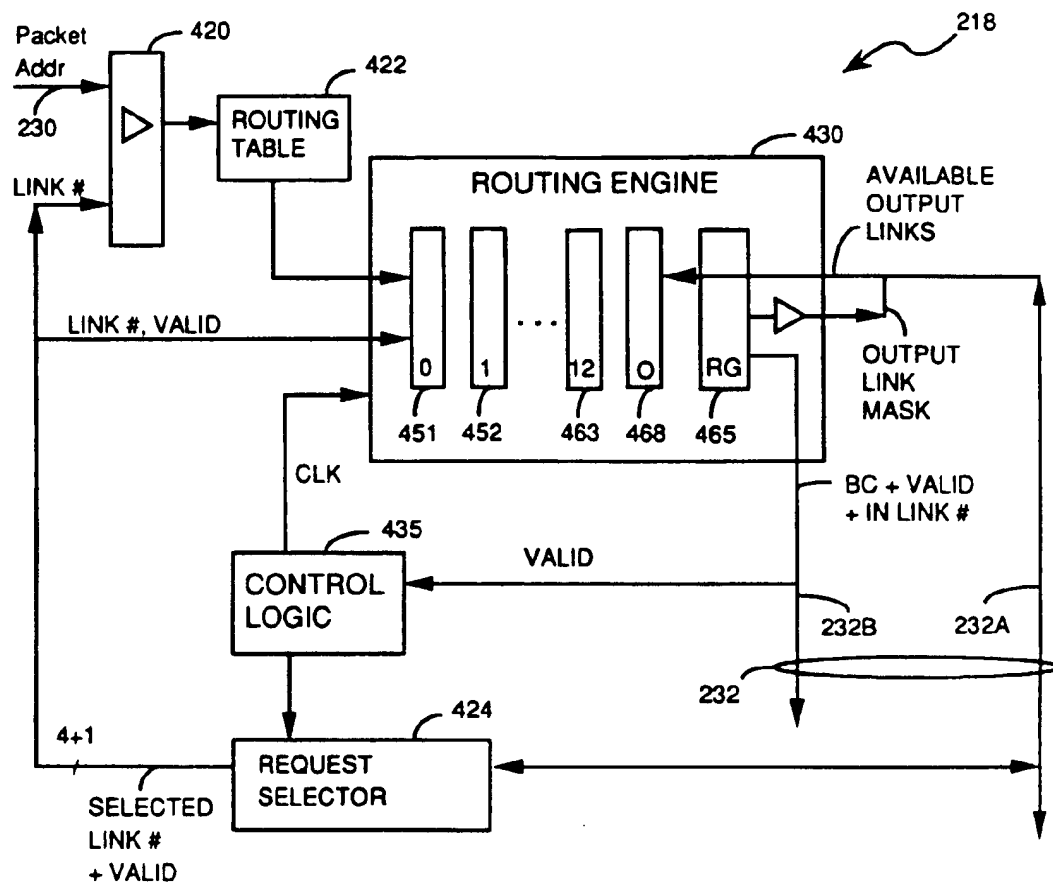 420
218
Packet
Addr
422
230
ROUTING
TABLE
430
LINK #
ROUTING ENGINE
AVAILABLE
OUTPUT
LINKS
LINK #, VALID
. . .
0
1
12
O
RG
OUTPUT
LINK
MASK
451
452
463
468
465
CLK
BC + VALID
+ IN LINK #
435
VALID
CONTROL
LOGIC
232B
232A
232
424
4+1
REQUEST
SELECTOR
SELECTED
LINK #
+ VALID